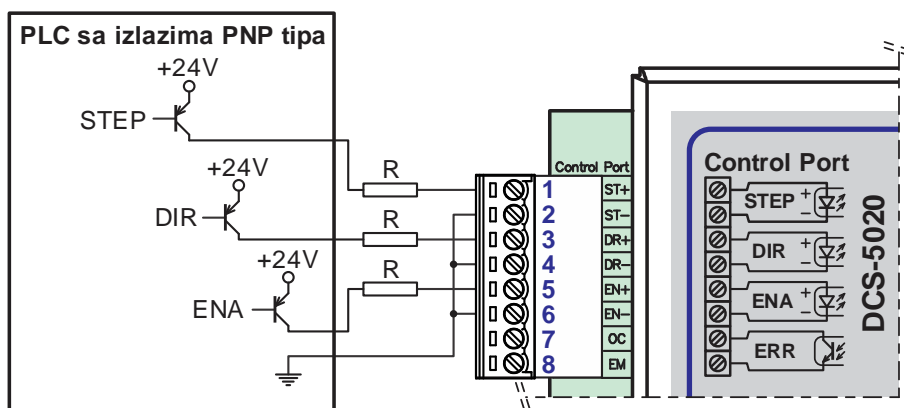 PLC sa izlazima PNP tipa
+24V
STEP
+24V
DIR
+24V
ENA
R
R
R
Control Port
1 ST+
2 ST–
3 DR+
4 DR–
5 EN+
6 EN–
7 OC
8 EM
Control Port
STEP + –
DIR + –
ENA + –
ERR
DCS-5020